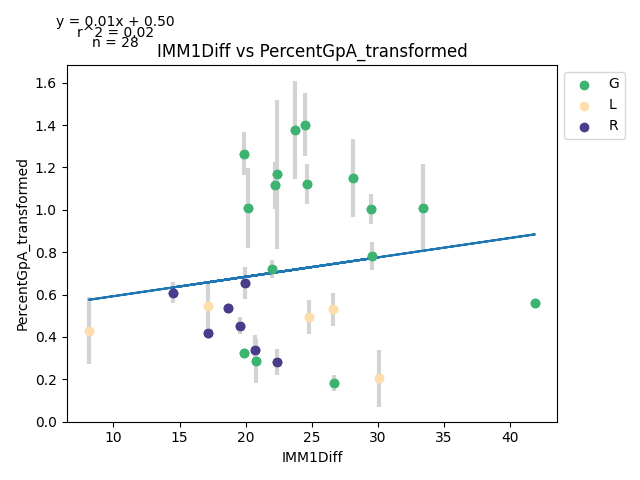 y = 0.01x + 0.50
r^2 = 0.02
n = 28
IMM1Diff vs PercentGpA_transformed
G
L
R
PercentGpA_transformed
1.6
1.4
1.2
1.0
0.8
0.6
0.4
0.2
0.0
10
15
20
25
30
35
40
IMM1Diff